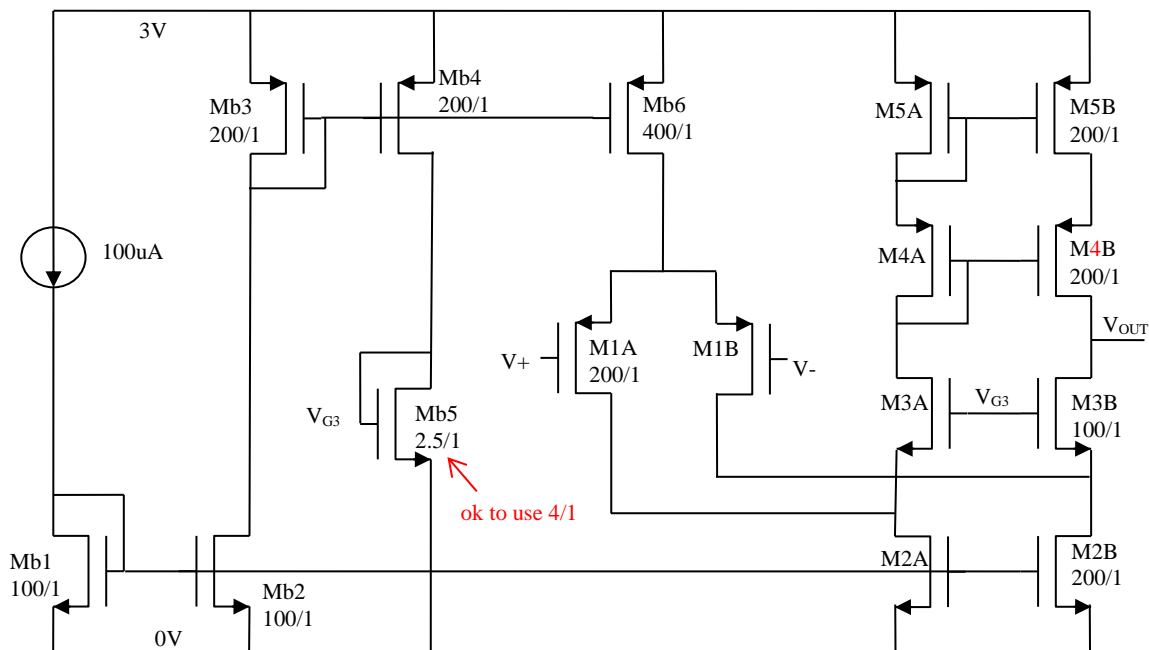 3V
Mb3
200/1
Mb4
200/1
Mb6
400/1
M5A
M5B
200/1
100uA
M4A
M4B
200/1
VOUT
V+
M1A
200/1
M1B
V-
M3A
VG3
M3B
100/1
VG3
Mb5
2.5/1
ok to use 4/1
Mb1
100/1
Mb2
100/1
M2A
M2B
200/1
0V